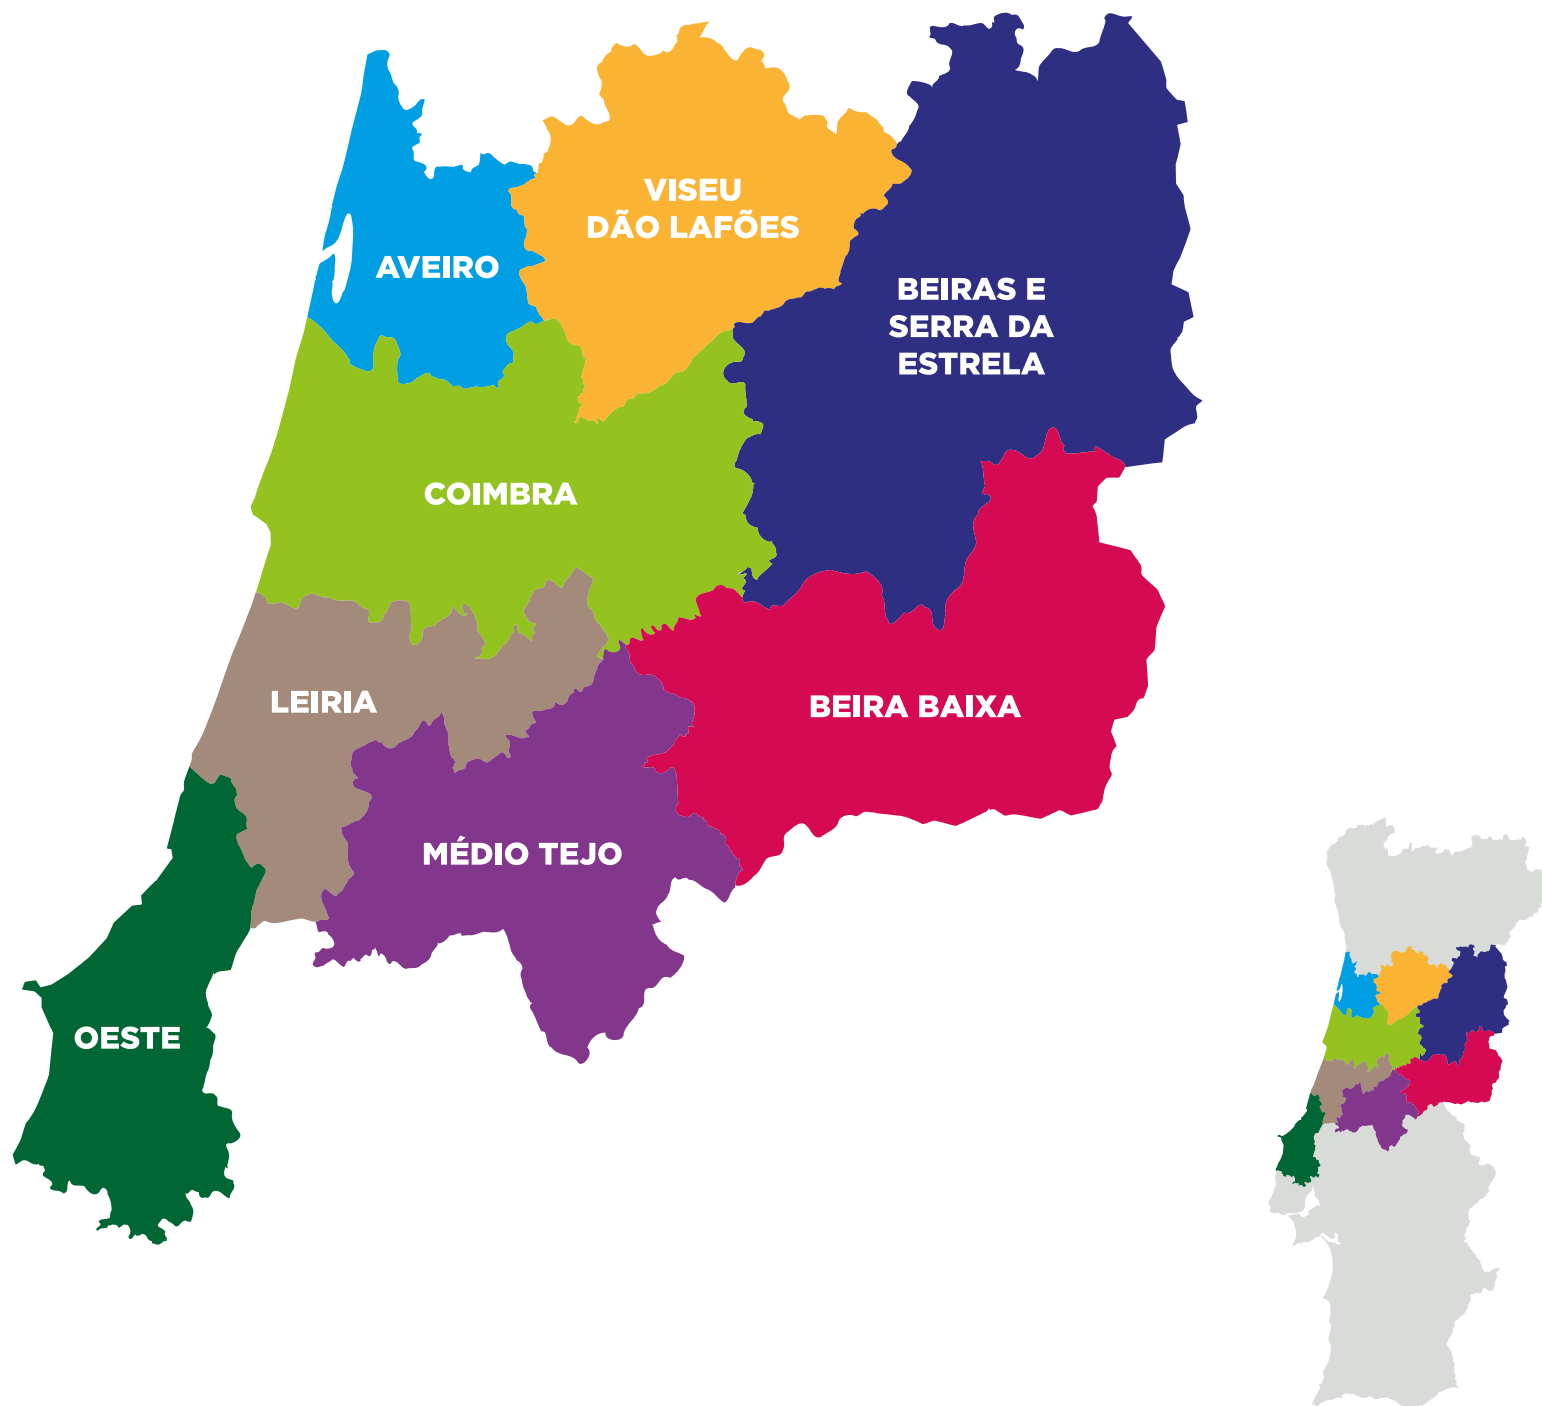 VISEU
DÃO LAFÕES
AVEIRO
BEIRAS E
SERRA DA
ESTRELA
COIMBRA
LEIRIA
BEIRA BAIXA
MÉDIO TEJO
OESTE